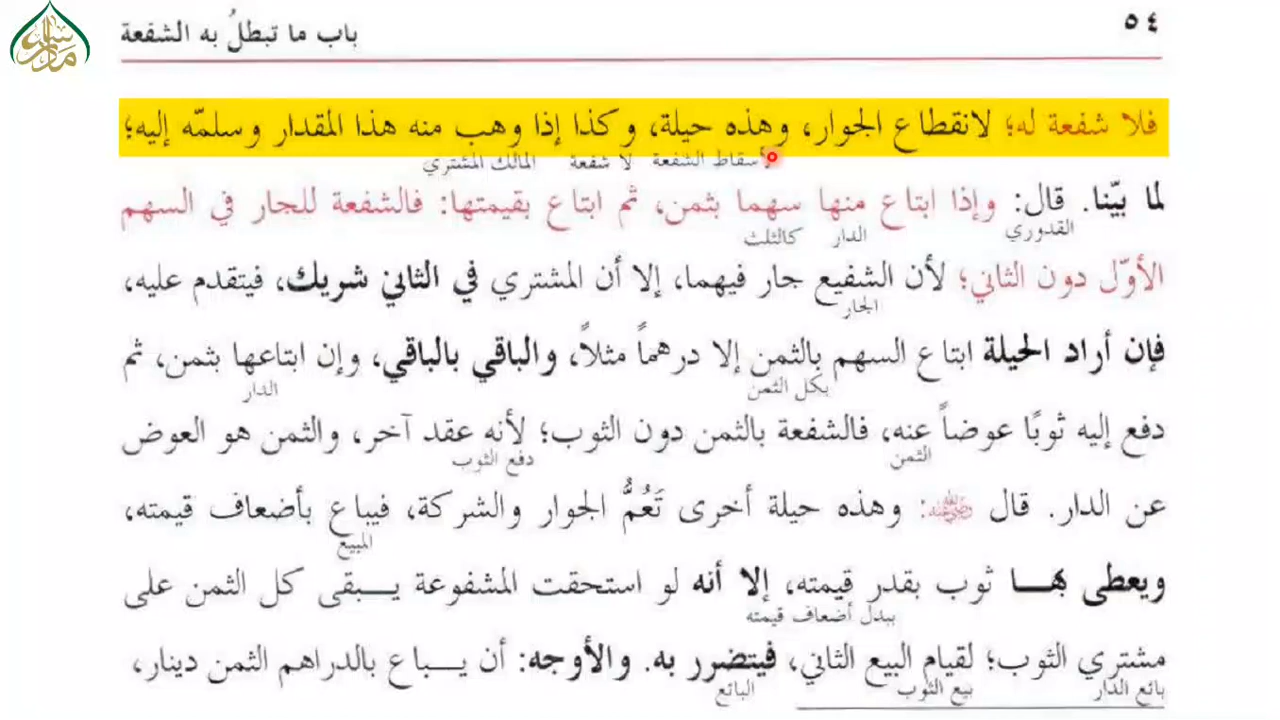 ٥٤
باب ما تبطلُ به الشفعة
فلا شفعة له؛ لانقطاع الجوار، وهذه حيلة، وكذا إذا وهب منه هذا المقدار وسلمّه إليه؛
لأسقاط الشفعة لا شفعة المالك المشتري
لما بيّنا. قال: وإذا ابتاع منها سهما بثمن، ثم ابتاع بقيمتها: فالشفعة للجار في السهم
القدوري الدار كالثلث
الأوّل دون الثاني؛ لأن الشفيع جار فيهما، إلا أن المشتري في الثاني شريك، فيتقدم عليه،
الجار
فإن أراد الحيلة ابتاع السهم بالثمن إلا درهماً مثلاً، والباقي بالباقي، وإن ابتاعها بثمن، ثم
بكل الثمن الدار
دفع إليه ثوبًا عوضاً عنه، فالشفعة بالثمن دون الثوب؛ لأنه عقد آخر، والثمن هو العوض
الثمن دفع الثوب
عن الدار. قال رضي الله عنه: وهذه حيلة أخرى تَعُمُّ الجوار والشركة، فيباع بأضعاف قيمته،
المبيع
ويعطى بها ثوب بقدر قيمته، إلا أنه لو استحقت المشفوعة يبقى كل الثمن على
ببدل أضعاف قيمته
مشتري الثوب؛ لقيام البيع الثاني، فيتضرر به. والأوجه: أن يباع بالدراهم الثمن دينار،
بائع الدار بيع الثوب البائع